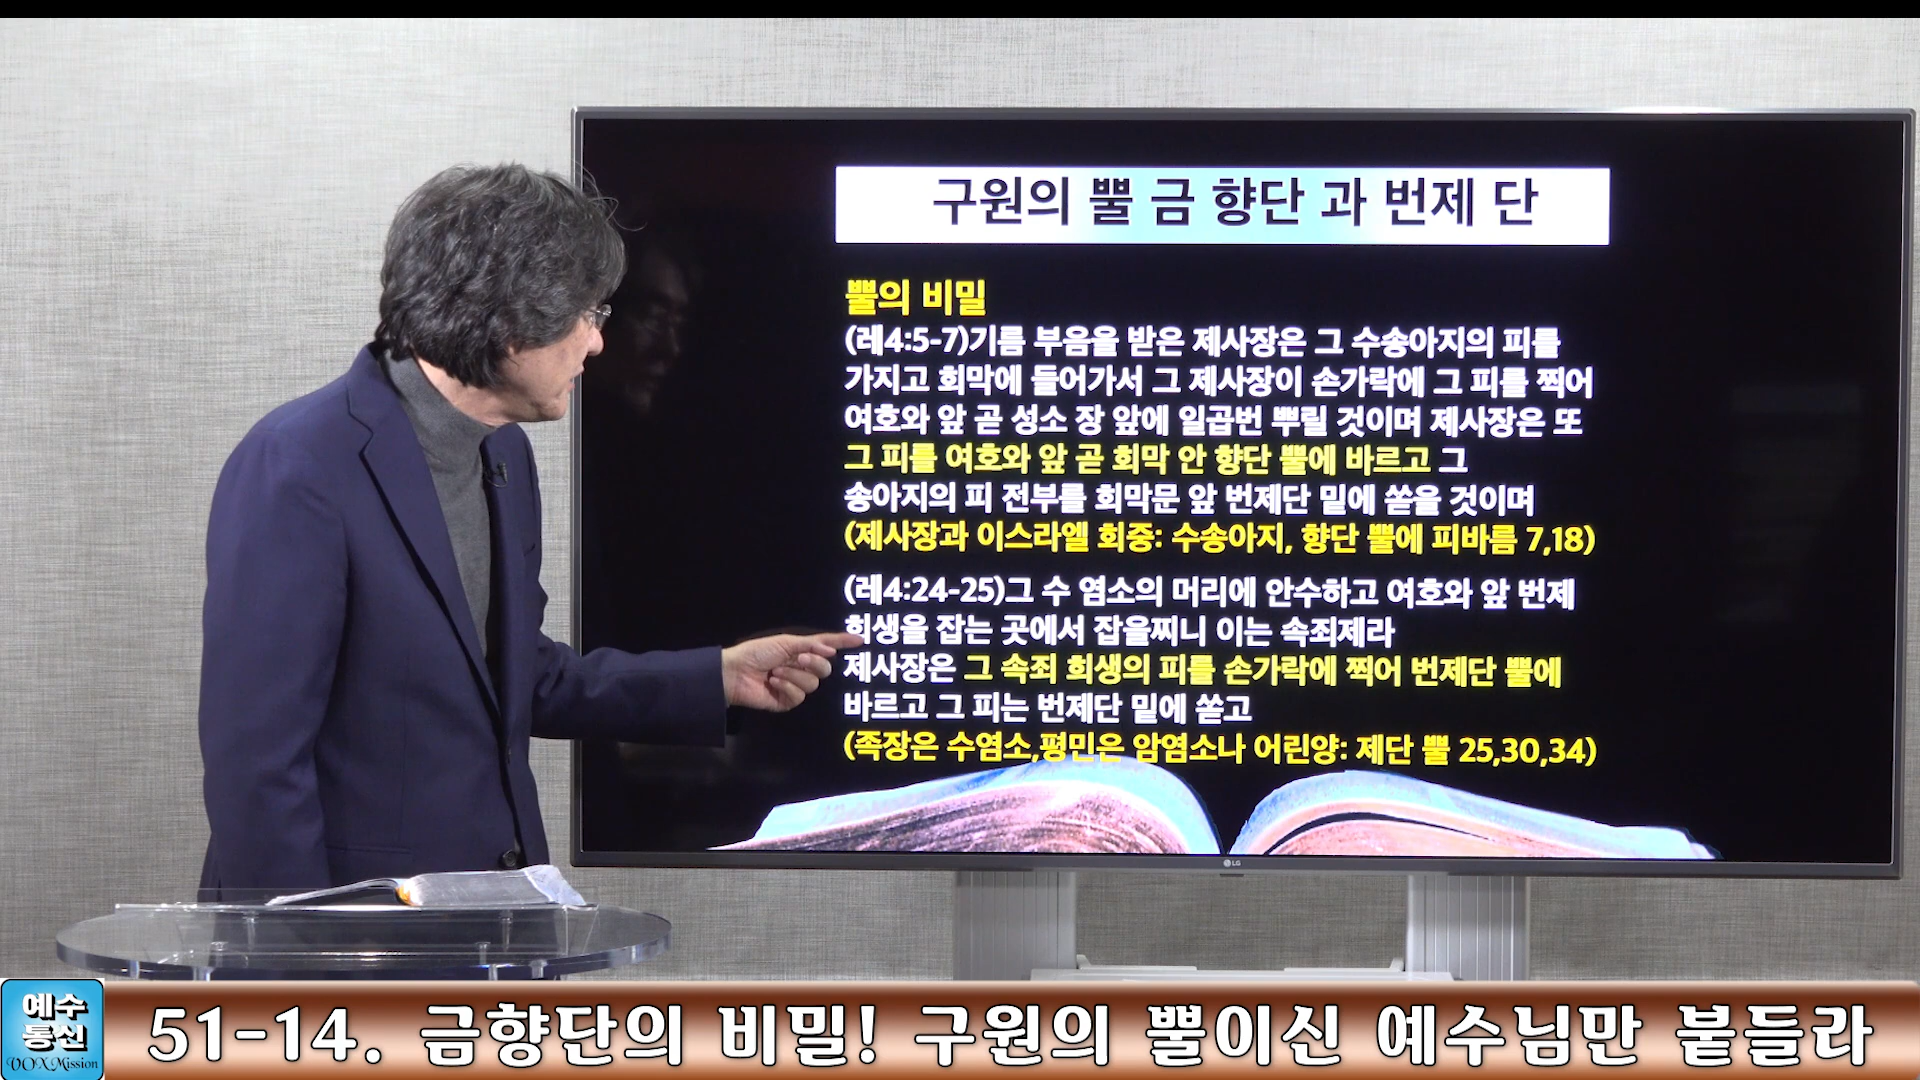 구원의 뿔 금 향단 과 번제 단
뿔의 비밀
(레4:5-7)기름 부음을 받은 제사장은 그 수송아지의 피를
가지고 회막에 들어가서 그 제사장이 손가락에 그 피를 찍어
여호와 앞 곧 성소 장 앞에 일곱번 뿌릴 것이며 제사장은 또
그 피를 여호와 앞 곧 회막 안 향단 뿔에 바르고 그
송아지의 피 전부를 회막문 앞 번제단 밑에 쏟을 것이며
(제사장과 이스라엘 회중: 수송아지, 향단 뿔에 피바름 7,18)
(레4:24-25)그 수 염소의 머리에 안수하고 여호와 앞 번제
희생을 잡는 곳에서 잡을찌니 이는 속죄제라
제사장은 그 속죄 희생의 피를 손가락에 찍어 번제단 뿔에
바르고 그 피는 번제단 밑에 쏟고
(족장은 수염소,평민은 암염소나 어린양: 제단 뿔 25,30,34)
LG
예수
통신
VOX Mission
51-14. 금향단의 비밀! 구원의 뿔이신 예수님만 붙들라